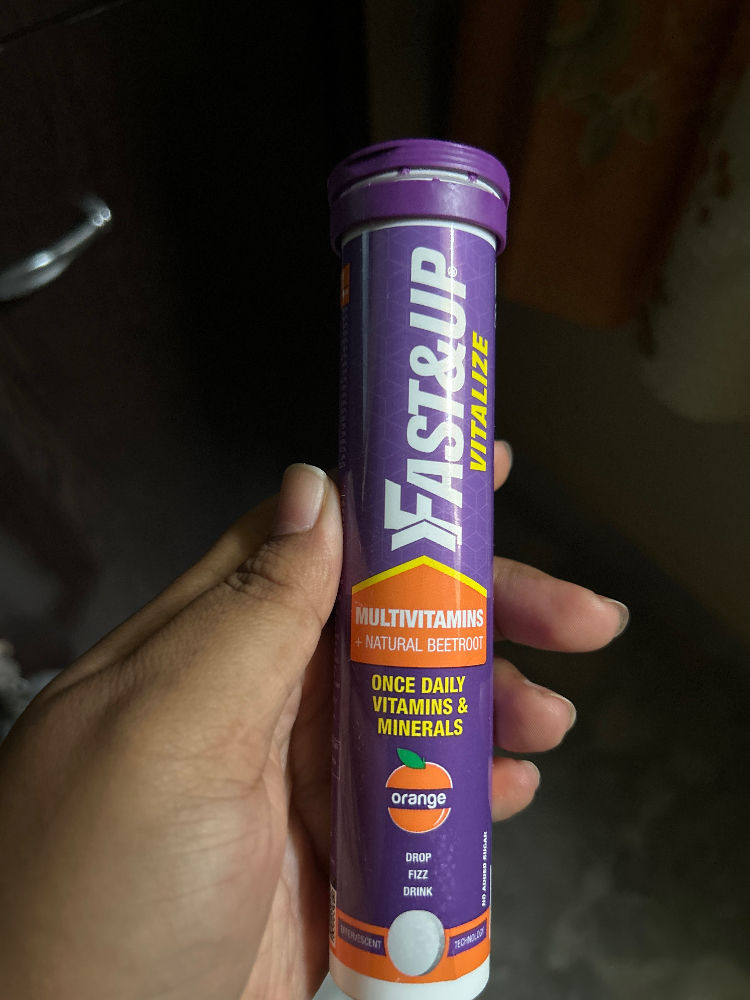 FAST&UP®
VITALIZE
MULTIVITAMINS
+ NATURAL BEETROOT
ONCE DAILY
VITAMINS &
MINERALS
orange
DROP
FIZZ
DRINK
NO ADDED SUGAR
EFFERVESCENT
TECHNOLOGY